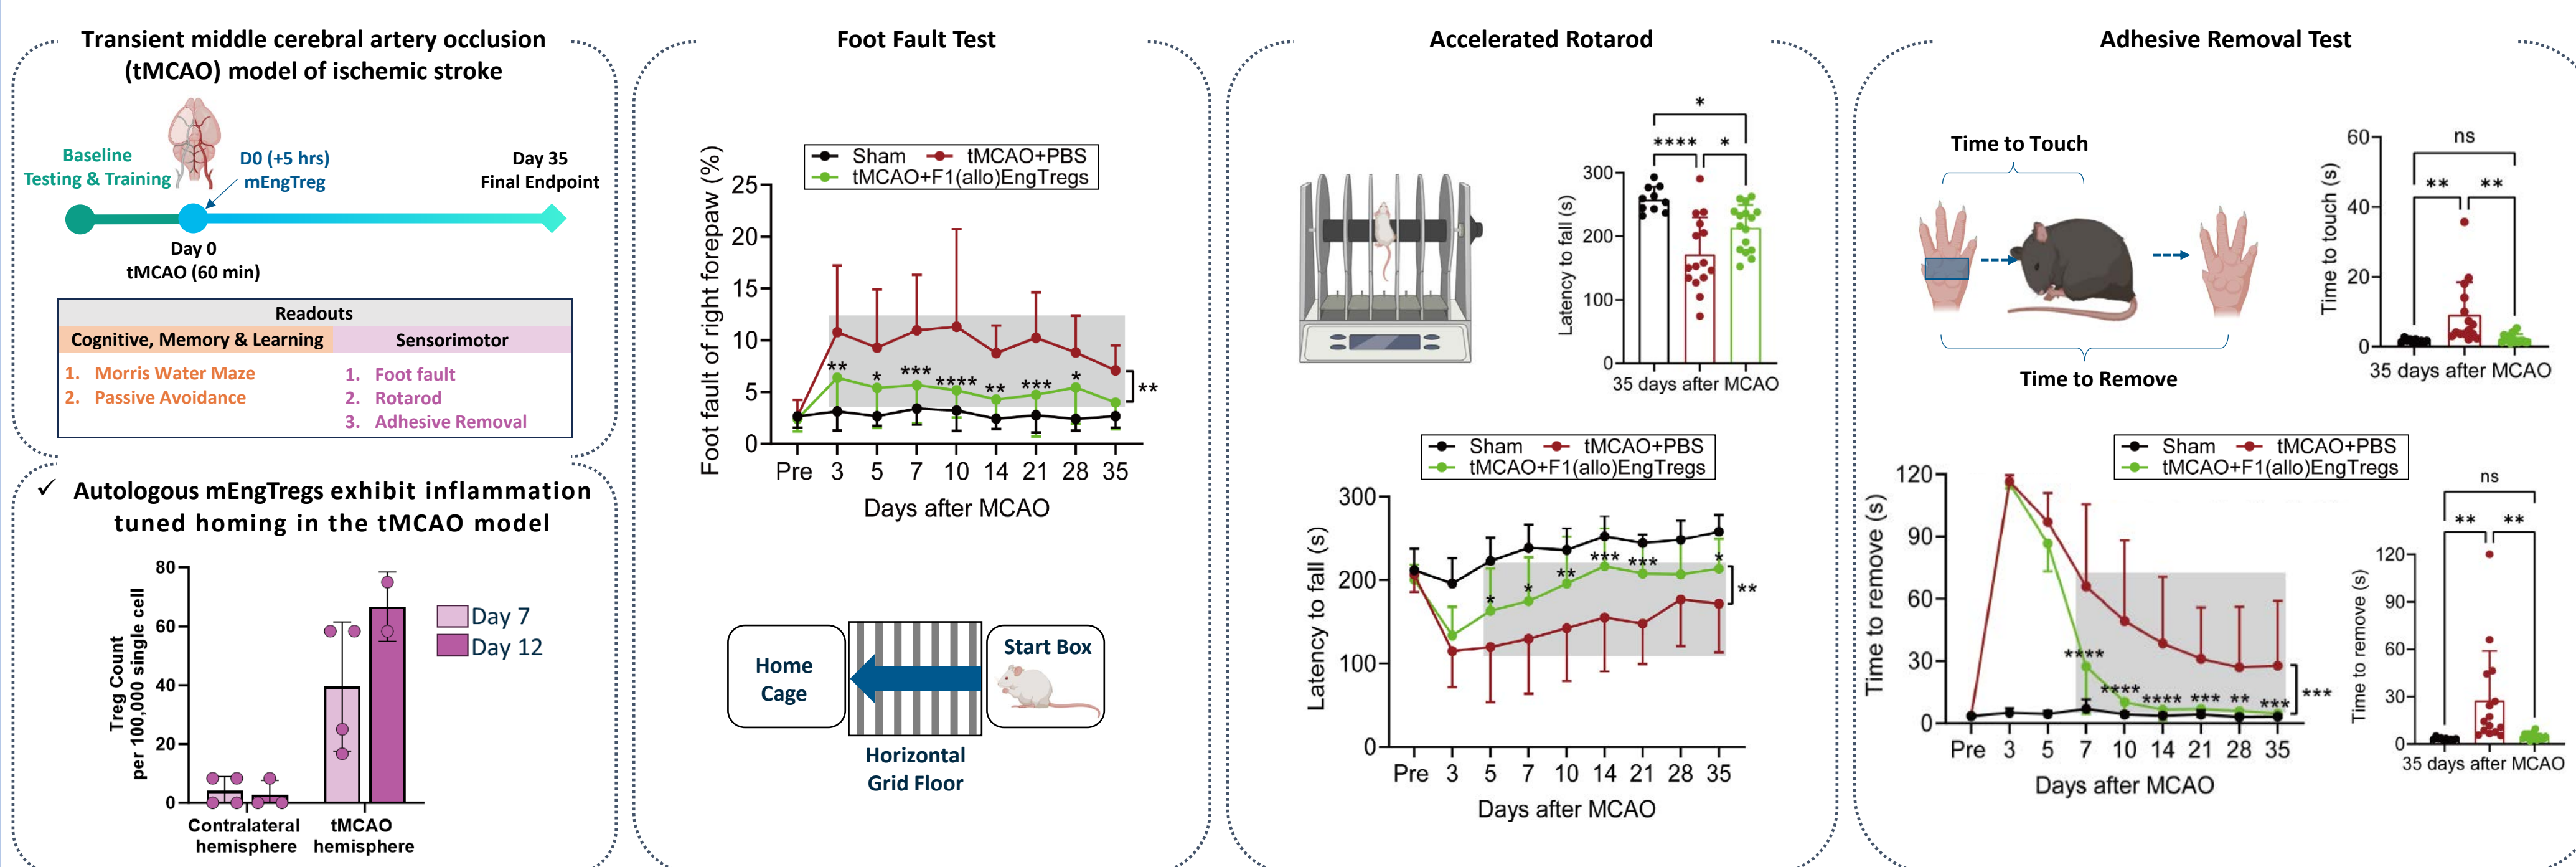 Transient middle cerebral artery occlusion
(tMCAO) model of ischemic stroke
Baseline
Testing & Training
D0 (+5 hrs)
mEngTreg
Day 35
Final Endpoint
Day 0
tMCAO (60 min)
Readouts
Cognitive, Memory & Learning
Sensorimotor
1. Morris Water Maze
2. Passive Avoidance
1. Foot fault
2. Rotarod
3. Adhesive Removal
✓ Autologous mEngTregs exhibit inflammation
tuned homing in the tMCAO model
Treg Count
per 100,000 single cell
80
60
40
20
0
Day 7
Day 12
Contralateral
hemisphere
tMCAO
hemisphere
Foot Fault Test
Sham tMCAO+PBS
tMCAO+F1(allo)EngTregs
Foot fault of right forepaw (%)
25
20
15
10
5
0
** * *** **** ** *** *
**
Pre 3 5 7 10 14 21 28 35
Days after MCAO
Home
Cage
Start Box
Horizontal
Grid Floor
Accelerated Rotarod
*
**** *
Latency to fall (s)
300
200
100
0
35 days after MCAO
Sham tMCAO+PBS
tMCAO+F1(allo)EngTregs
Latency to fall (s)
300
200
100
0
* * ** *** *** *
**
Pre 3 5 7 10 14 21 28 35
Days after MCAO
Adhesive Removal Test
Time to Touch
Time to Remove
ns
** **
Time to touch (s)
60
40
20
0
35 days after MCAO
Sham tMCAO+PBS
tMCAO+F1(allo)EngTregs
Time to remove (s)
120
90
60
30
0
**** **** **** *** ** ***
***
Pre 3 5 7 10 14 21 28 35
Days after MCAO
ns
** **
Time to remove (s)
120
90
60
30
0
35 days after MCAO